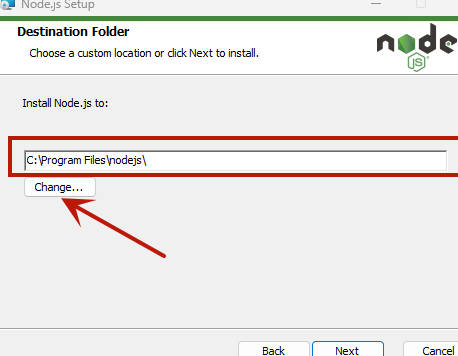 Node.js Setup
Destination Folder
Choose a custom location or click Next to install.
node
JS
Install Node.js to:
C:\Program Files\nodejs\
Change...
Back
Next
Cancel